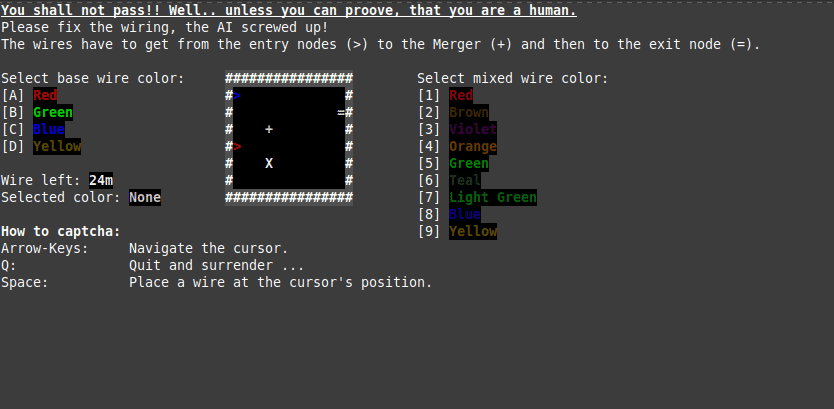 You shall not pass!! Well.. unless you can proove, that you are a human.
Please fix the wiring, the AI screwed up!
The wires have to get from the entry nodes (>) to the Merger (+) and then to the exit node (=).
Select base wire color:     ################     Select mixed wire color:
[A] Red     #>              #     [1] Red
[B] Green     #             =#     [2] Brown
[C] Blue     #    +         #     [3] Violet
[D] Yellow     #>              #     [4] Orange
#    X         #     [5] Green
Wire left: 24m     #              #     [6] Teal
Selected color: None     ################     [7] Light Green
[8] Blue
How to captcha:     [9] Yellow
Arrow-Keys:     Navigate the cursor.
Q:     Quit and surrender ...
Space:     Place a wire at the cursor's position.